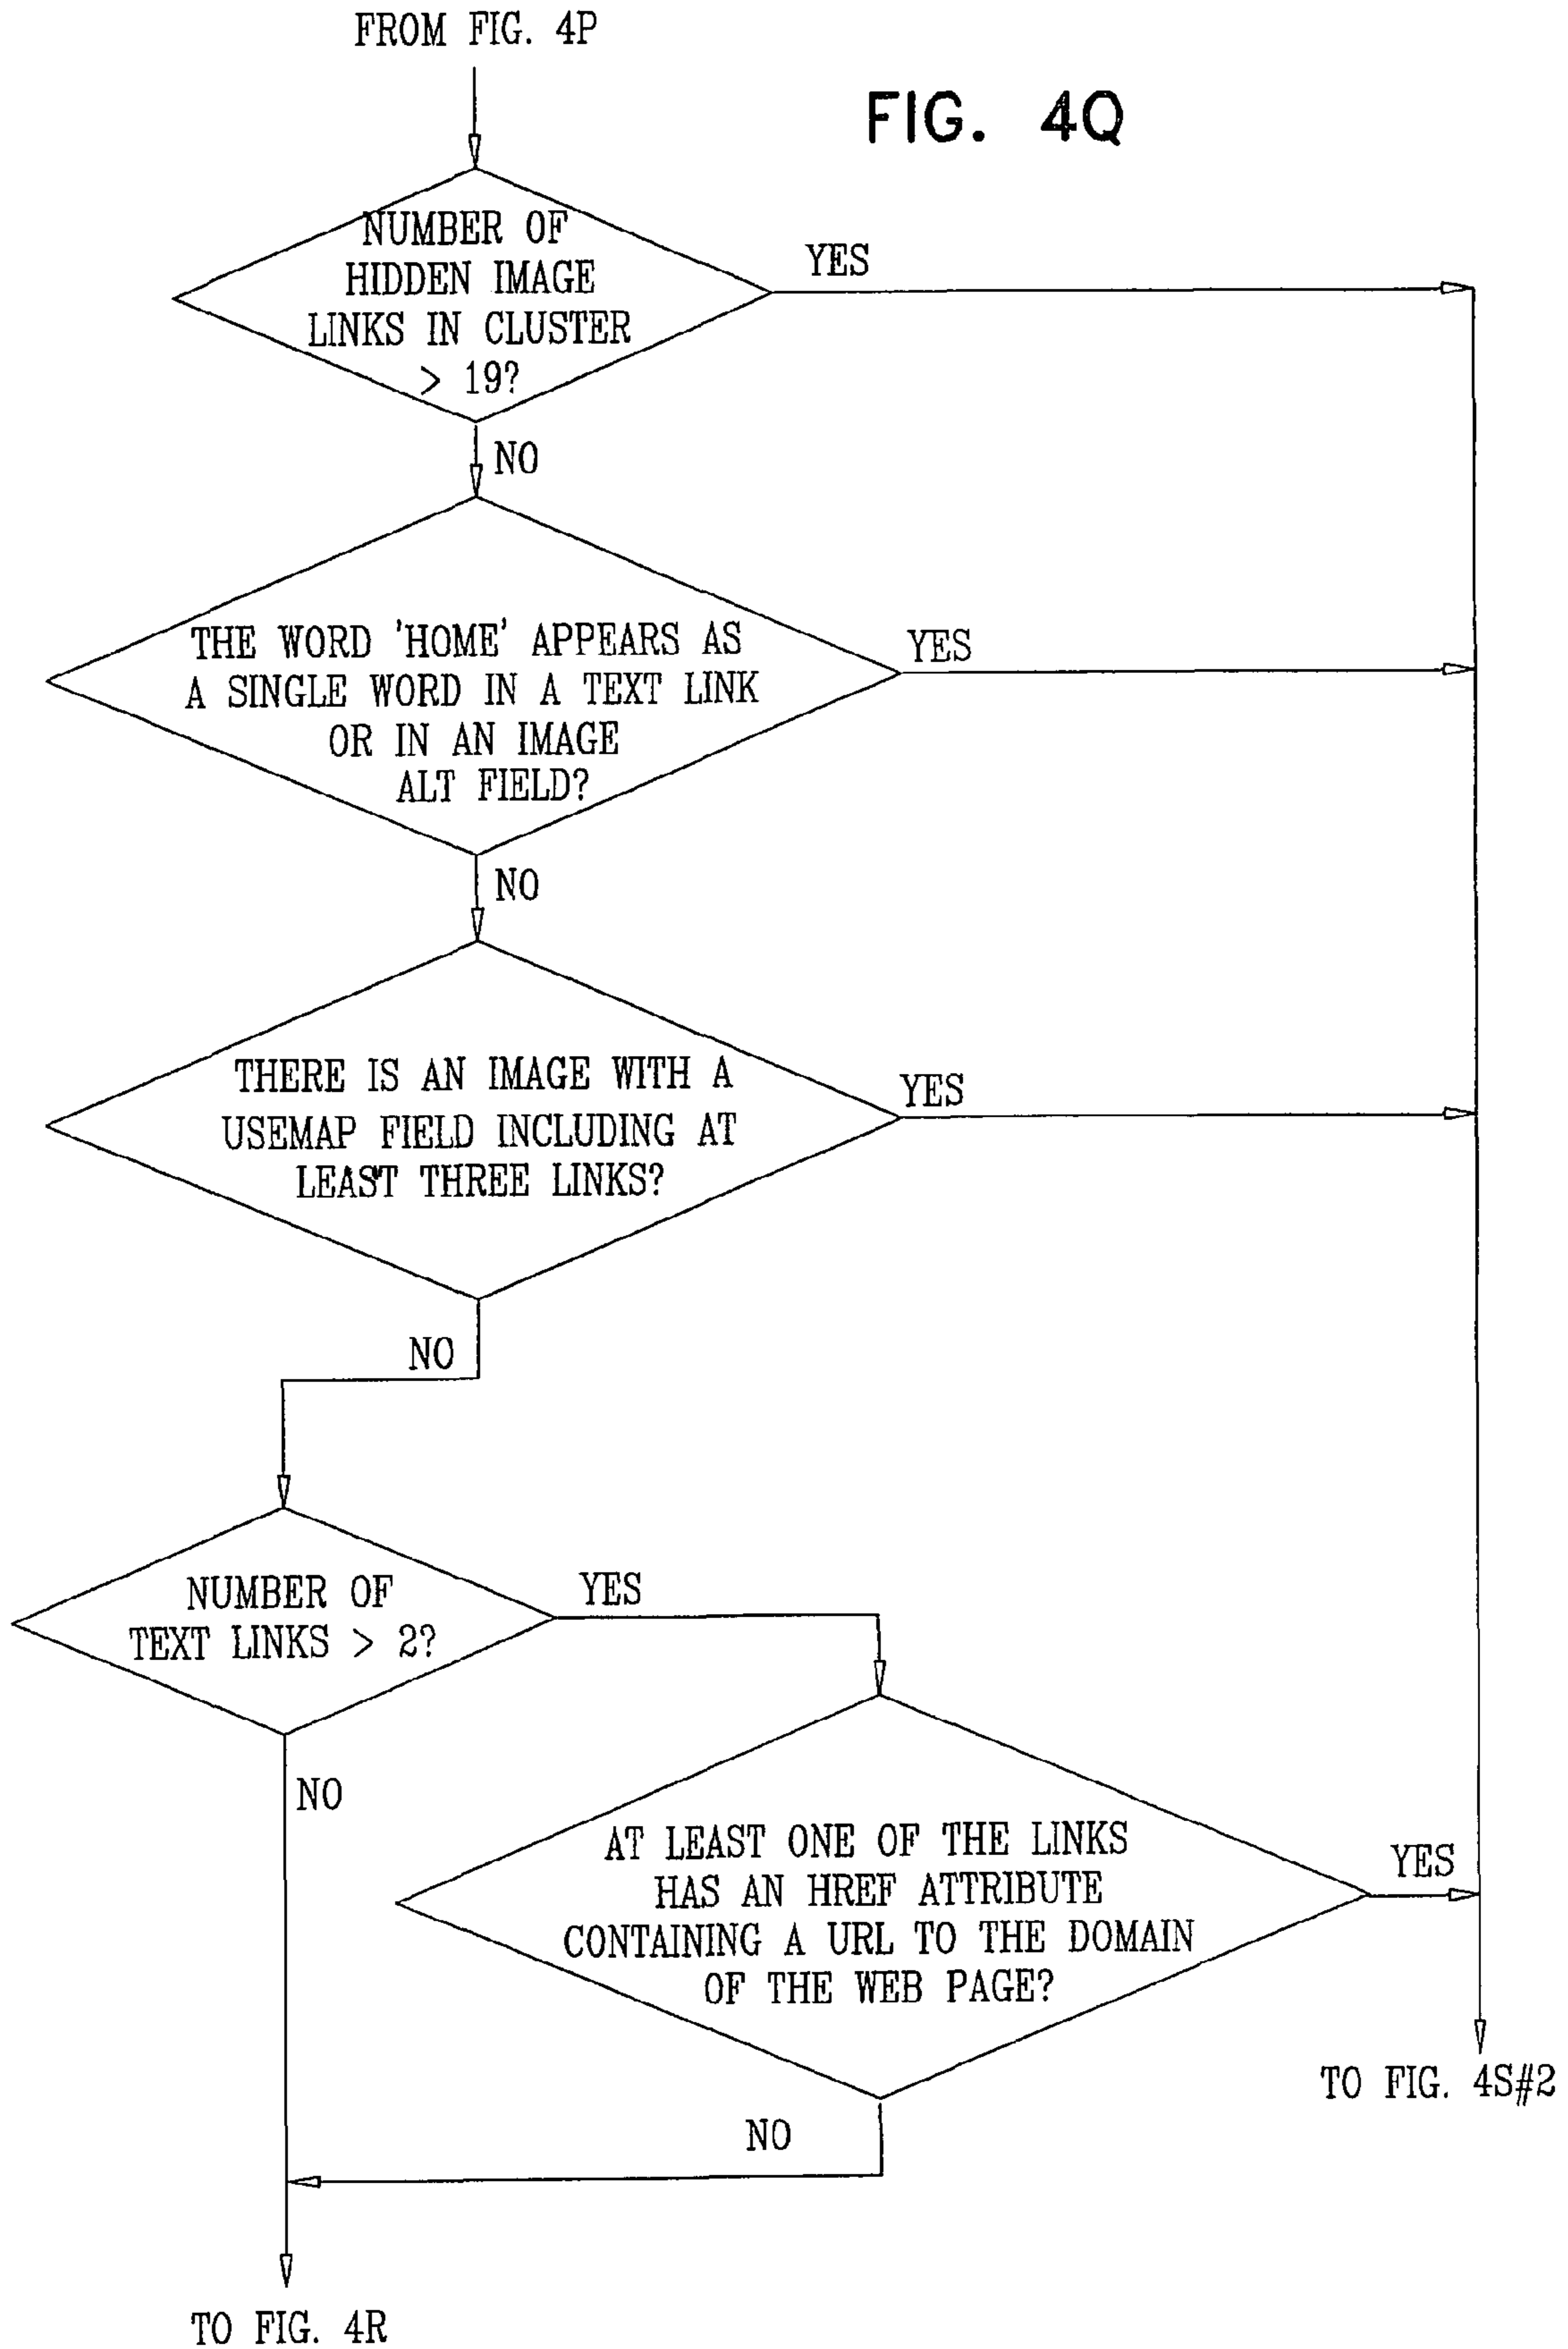 FROM FIG. 4P
FIG. 4Q
NUMBER OF
HIDDEN IMAGE
LINKS IN CLUSTER
> 19?
YES
NO
THE WORD 'HOME' APPEARS AS
A SINGLE WORD IN A TEXT LINK
OR IN AN IMAGE
ALT FIELD?
YES
NO
THERE IS AN IMAGE WITH A
USEMAP FIELD INCLUDING AT
LEAST THREE LINKS?
YES
NO
NUMBER OF
TEXT LINKS > 2?
YES
NO
AT LEAST ONE OF THE LINKS
HAS AN HREF ATTRIBUTE
CONTAINING A URL TO THE DOMAIN
OF THE WEB PAGE?
YES
NO
TO FIG. 4S#2
TO FIG. 4R